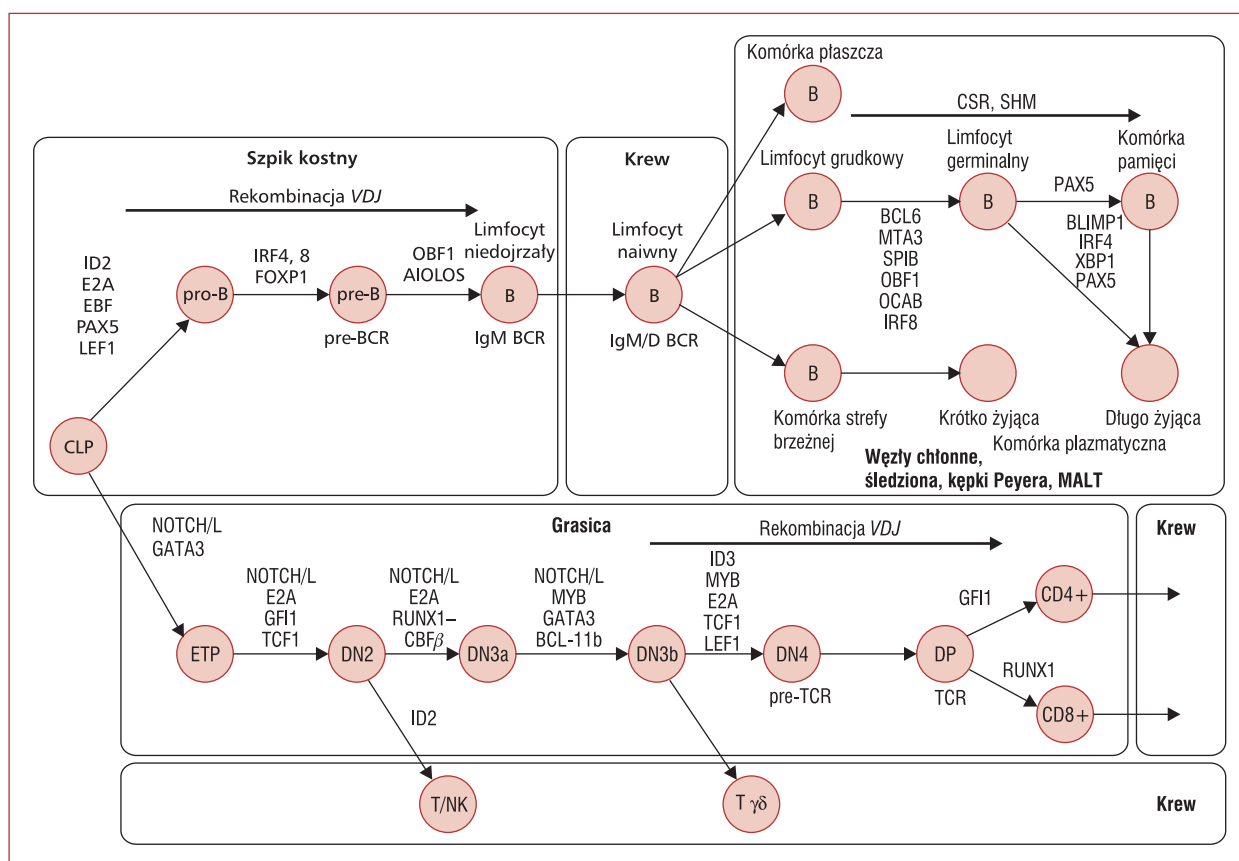 Komórka płaszcza
B
CSR, SHM
Szpik kostny
Krew
Limfocyt grudkowy
Limfocyt
germinalny
Komórka
pamięci
Rekombinacja VDJ
PAX5
B
B
B
ID2
E2A
EBF
PAX5
LEF1
IRF4, 8
FOXP1
OBF1
AIOLOS
Limfocyt
niedojrzały
Limfocyt
naiwny
BCL6
MTA3
SPIB
OBF1
OCAB
IRF8
BLIMP1
IRF4
XBP1
PAX5
pro-B
pre-B
B
B
pre-BCR
IgM BCR
IgM/D BCR
B
Komórka strefy
brzeżnej
Krótko żyjąca
Długo żyjąca
Komórka plazmatyczna
CLP
Węzły chłonne,
śledziona, kępki Peyera, MALT
NOTCH/L
GATA3
Grasica
Rekombinacja VDJ
Krew
NOTCH/L
E2A
GFI1
TCF1
NOTCH/L
E2A
RUNX1–
CBFβ
NOTCH/L
MYB
GATA3
BCL-11b
ID3
MYB
E2A
TCF1
LEF1
GFI1
CD4+
ETP
DN2
DN3a
DN3b
DN4
DP
pre-TCR
TCR
RUNX1
CD8+
ID2
T/NK
T γδ
Krew